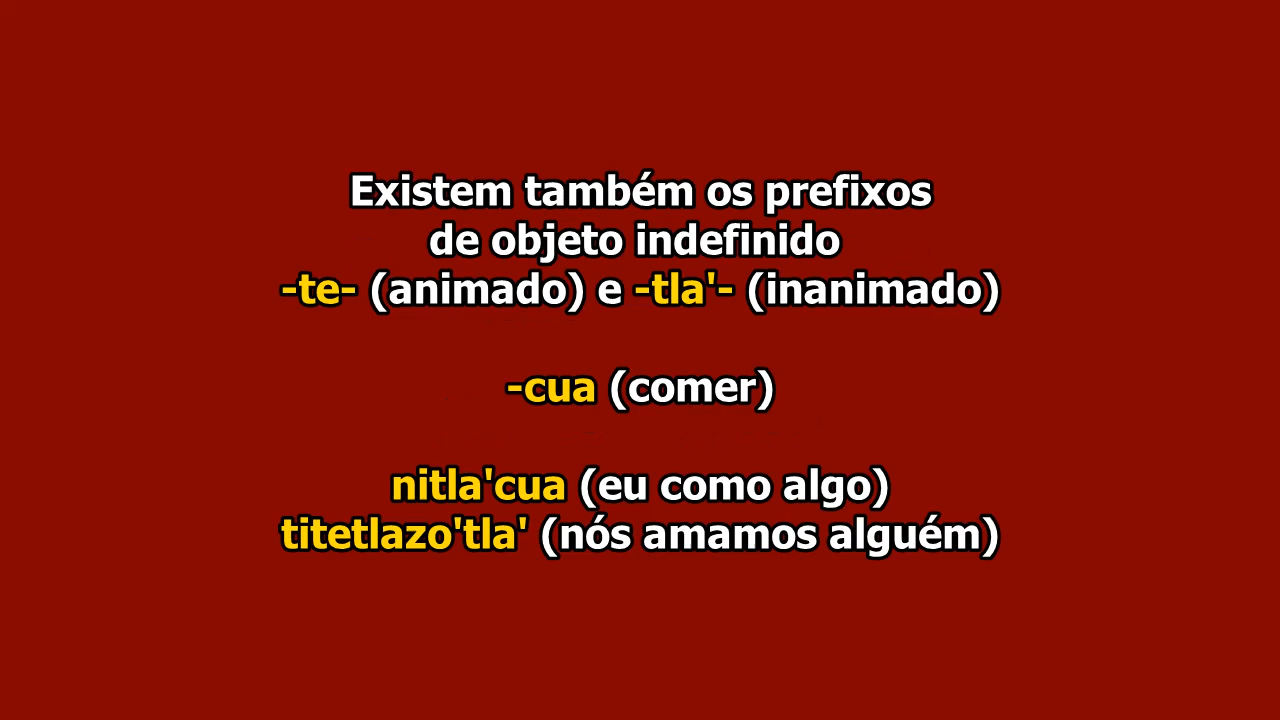 Existem também os prefixos
de objeto indefinido
-te- (animado) e -tla'- (inanimado)
-cua (comer)
nitla'cua (eu como algo)
titetlazo'tla' (nós amamos alguém)